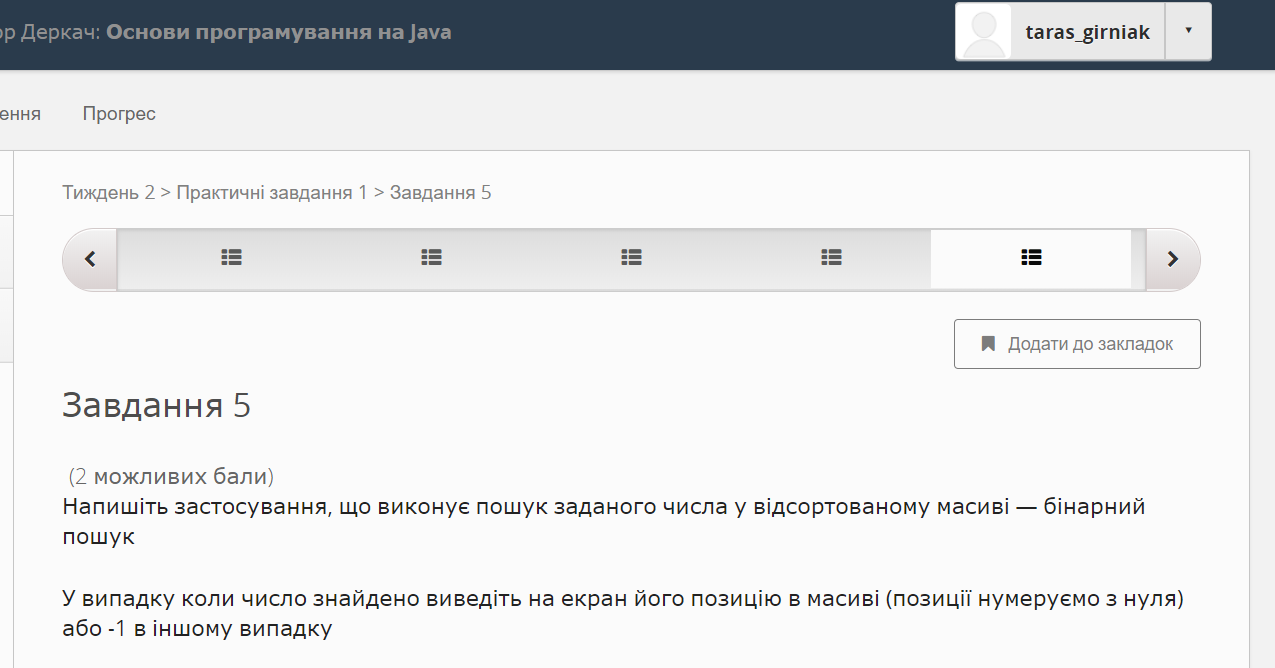 Деркач: Основи програмування на Java
taras_girniak
Прогрес
Тиждень 2 > Практичні завдання 1 > Завдання 5
Додати до закладок
Завдання 5
(2 можливих бали)
Напишіть застосування, що виконує пошук заданого числа у відсортованому масиві — бінарний
пошук
У випадку коли число знайдено виведіть на екран його позицію в масиві (позиції нумеруємо з нуля)
або -1 в іншому випадку